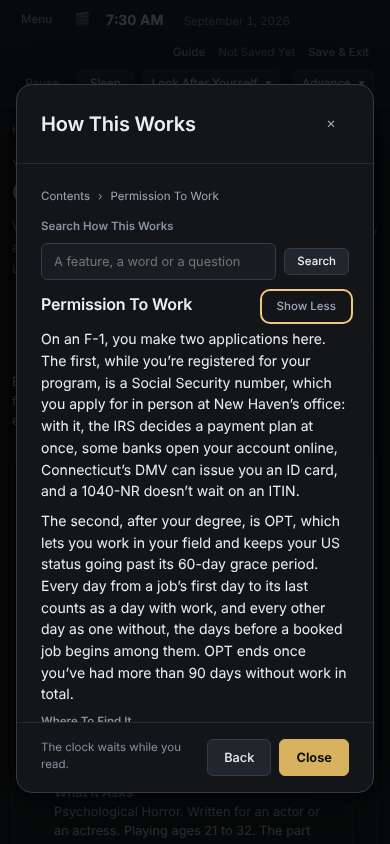 Menu 7:30 AM September 1, 2026
Guide Not Saved Yet Save & Exit
Pause Sleep Look After Yourself Advance
How This Works ×
Contents › Permission To Work
Search How This Works
A feature, a word or a question Search
Permission To Work Show Less
On an F-1, you make two applications here.
The first, while you’re registered for your
program, is a Social Security number, which
you apply for in person at New Haven’s office:
with it, the IRS decides a payment plan at
once, some banks open your account online,
Connecticut’s DMV can issue you an ID card,
and a 1040-NR doesn’t wait on an ITIN.
The second, after your degree, is OPT, which
lets you work in your field and keeps your US
status going past its 60-day grace period.
Every day from a job’s first day to its last
counts as a day with work, and every other
day as one without, the days before a booked
job begins among them. OPT ends once
you’ve had more than 90 days without work in
total.
Where To Find It
The clock waits while you
read.
Back Close
What It Asks
Psychological Horror. Written for an actor or
an actress. Playing ages 21 to 32. The part